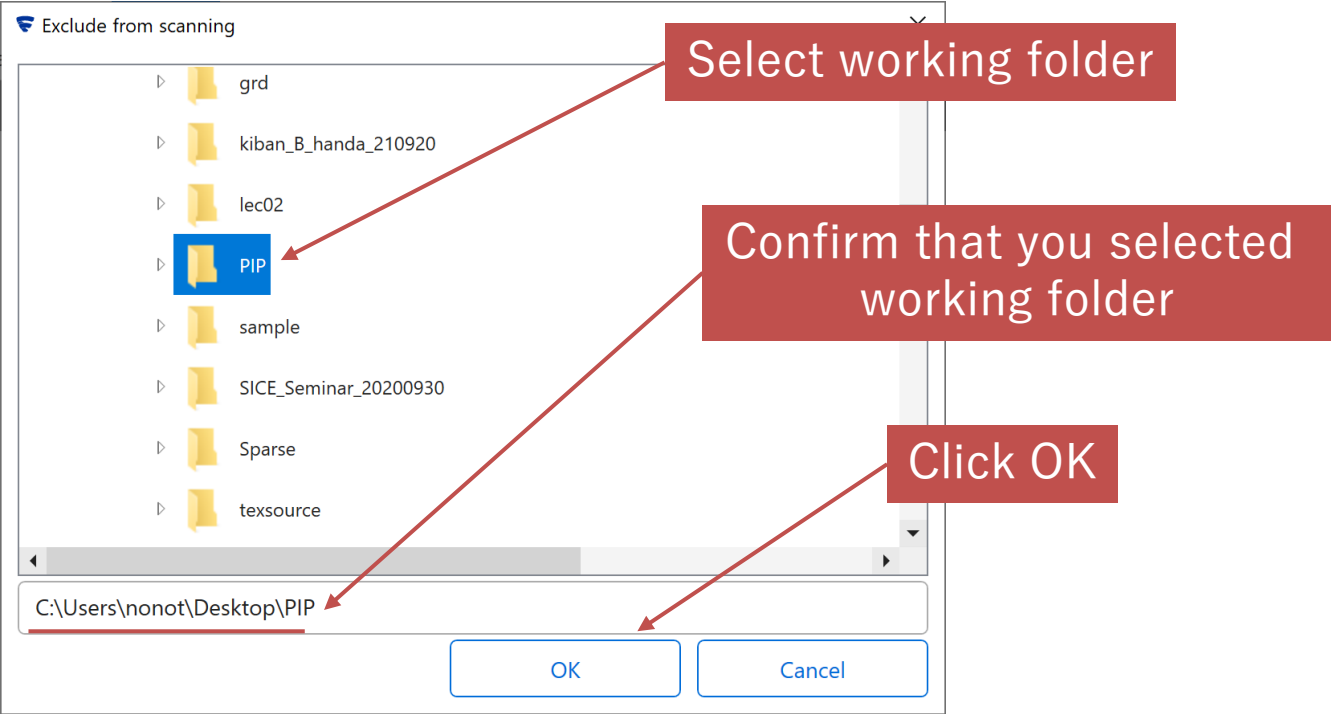 Exclude from scanning
Select working folder
grd
kiban_B_handa_210920
lec02
PIP
Confirm that you selected
working folder
sample
SICE_Seminar_20200930
Sparse
Click OK
texsource
C:\Users\nonot\Desktop\PIP
OK
Cancel